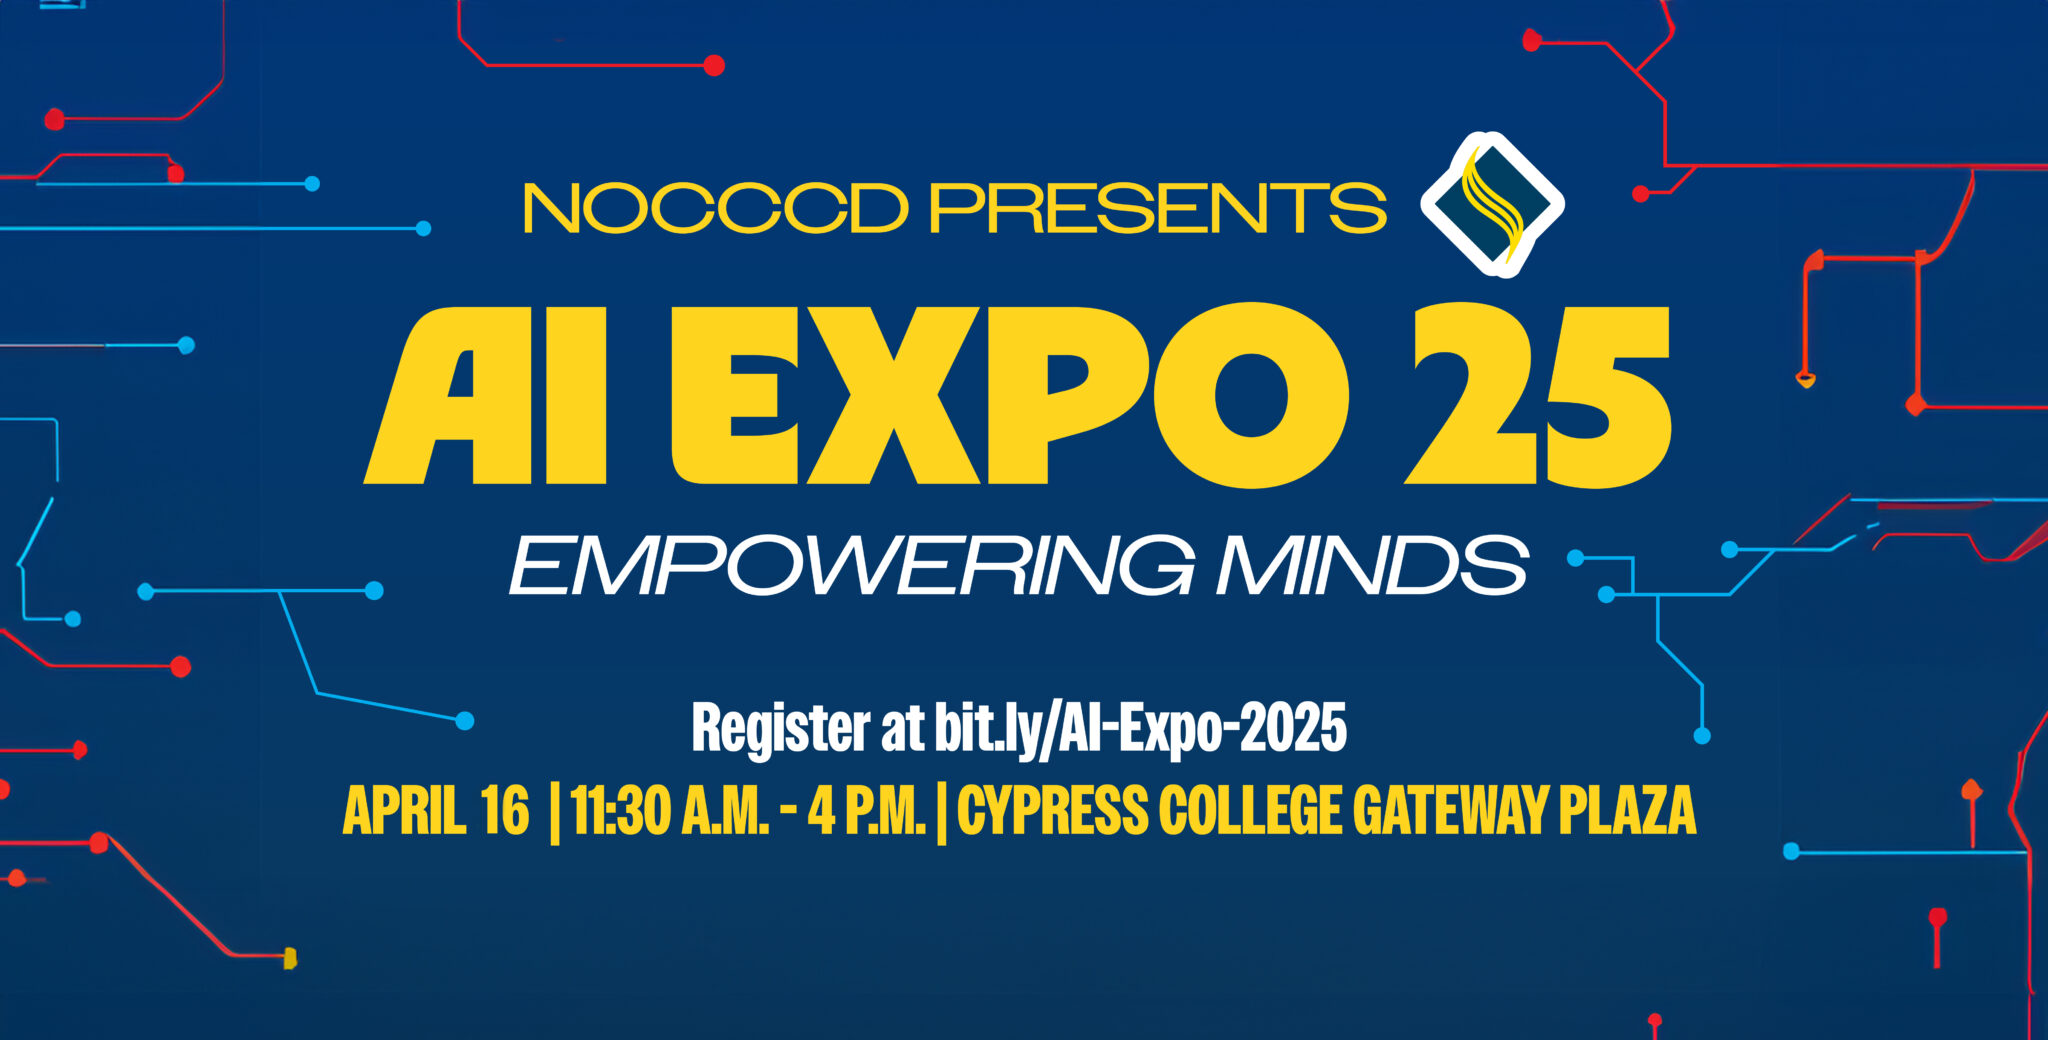 NOCCCD PRESENTS
AI EXPO 25
EMPOWERING MINDS
Register at bit.ly/AI-Expo-2025
APRIL 16 | 11:30 A.M. - 4 P.M. | CYPRESS COLLEGE GATEWAY PLAZA